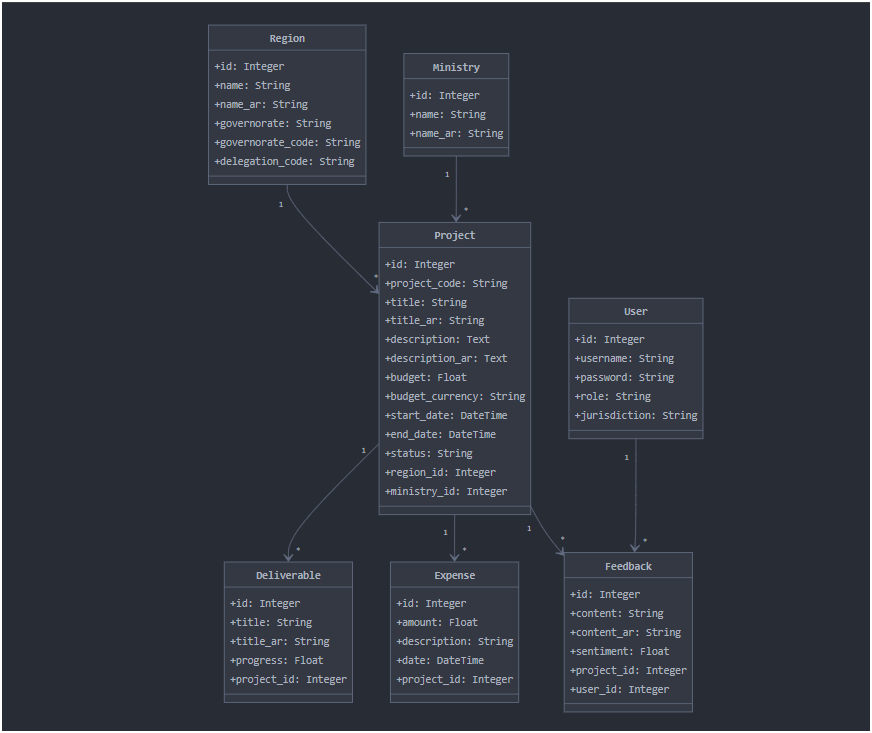 Region
+id: Integer
+name: String
+name_ar: String
+governorate: String
+governorate_code: String
+delegation_code: String
Ministry
+id: Integer
+name: String
+name_ar: String
1
*
1
*
Project
+id: Integer
+project_code: String
+title: String
+title_ar: String
+description: Text
+description_ar: Text
+budget: Float
+budget_currency: String
+start_date: DateTime
+end_date: DateTime
+status: String
+region_id: Integer
+ministry_id: Integer
User
+id: Integer
+username: String
+password: String
+role: String
+jurisdiction: String
1
*
1
*
1
*
1
*
Deliverable
+id: Integer
+title: String
+title_ar: String
+progress: Float
+project_id: Integer
Expense
+id: Integer
+amount: Float
+description: String
+date: DateTime
+project_id: Integer
Feedback
+id: Integer
+content: String
+content_ar: String
+sentiment: Float
+project_id: Integer
+user_id: Integer